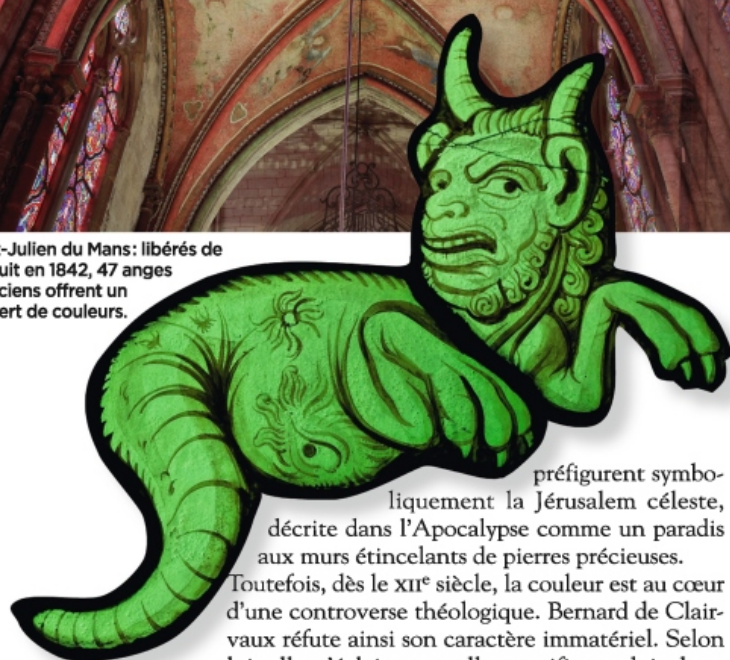 -Julien du Mans : libérés de
uit en 1842, 47 anges
ciens offrent un
ert de couleurs.
préfigurent symbo-
liquement la Jérusalem céleste,
décrite dans l'Apocalypse comme un paradis
aux murs étincelants de pierres précieuses.
Toutefois, dès le XIIe siècle, la couleur est au cœur
d'une controverse théologique. Bernard de Clair-
vaux réfute ainsi son caractère immatériel. Selon